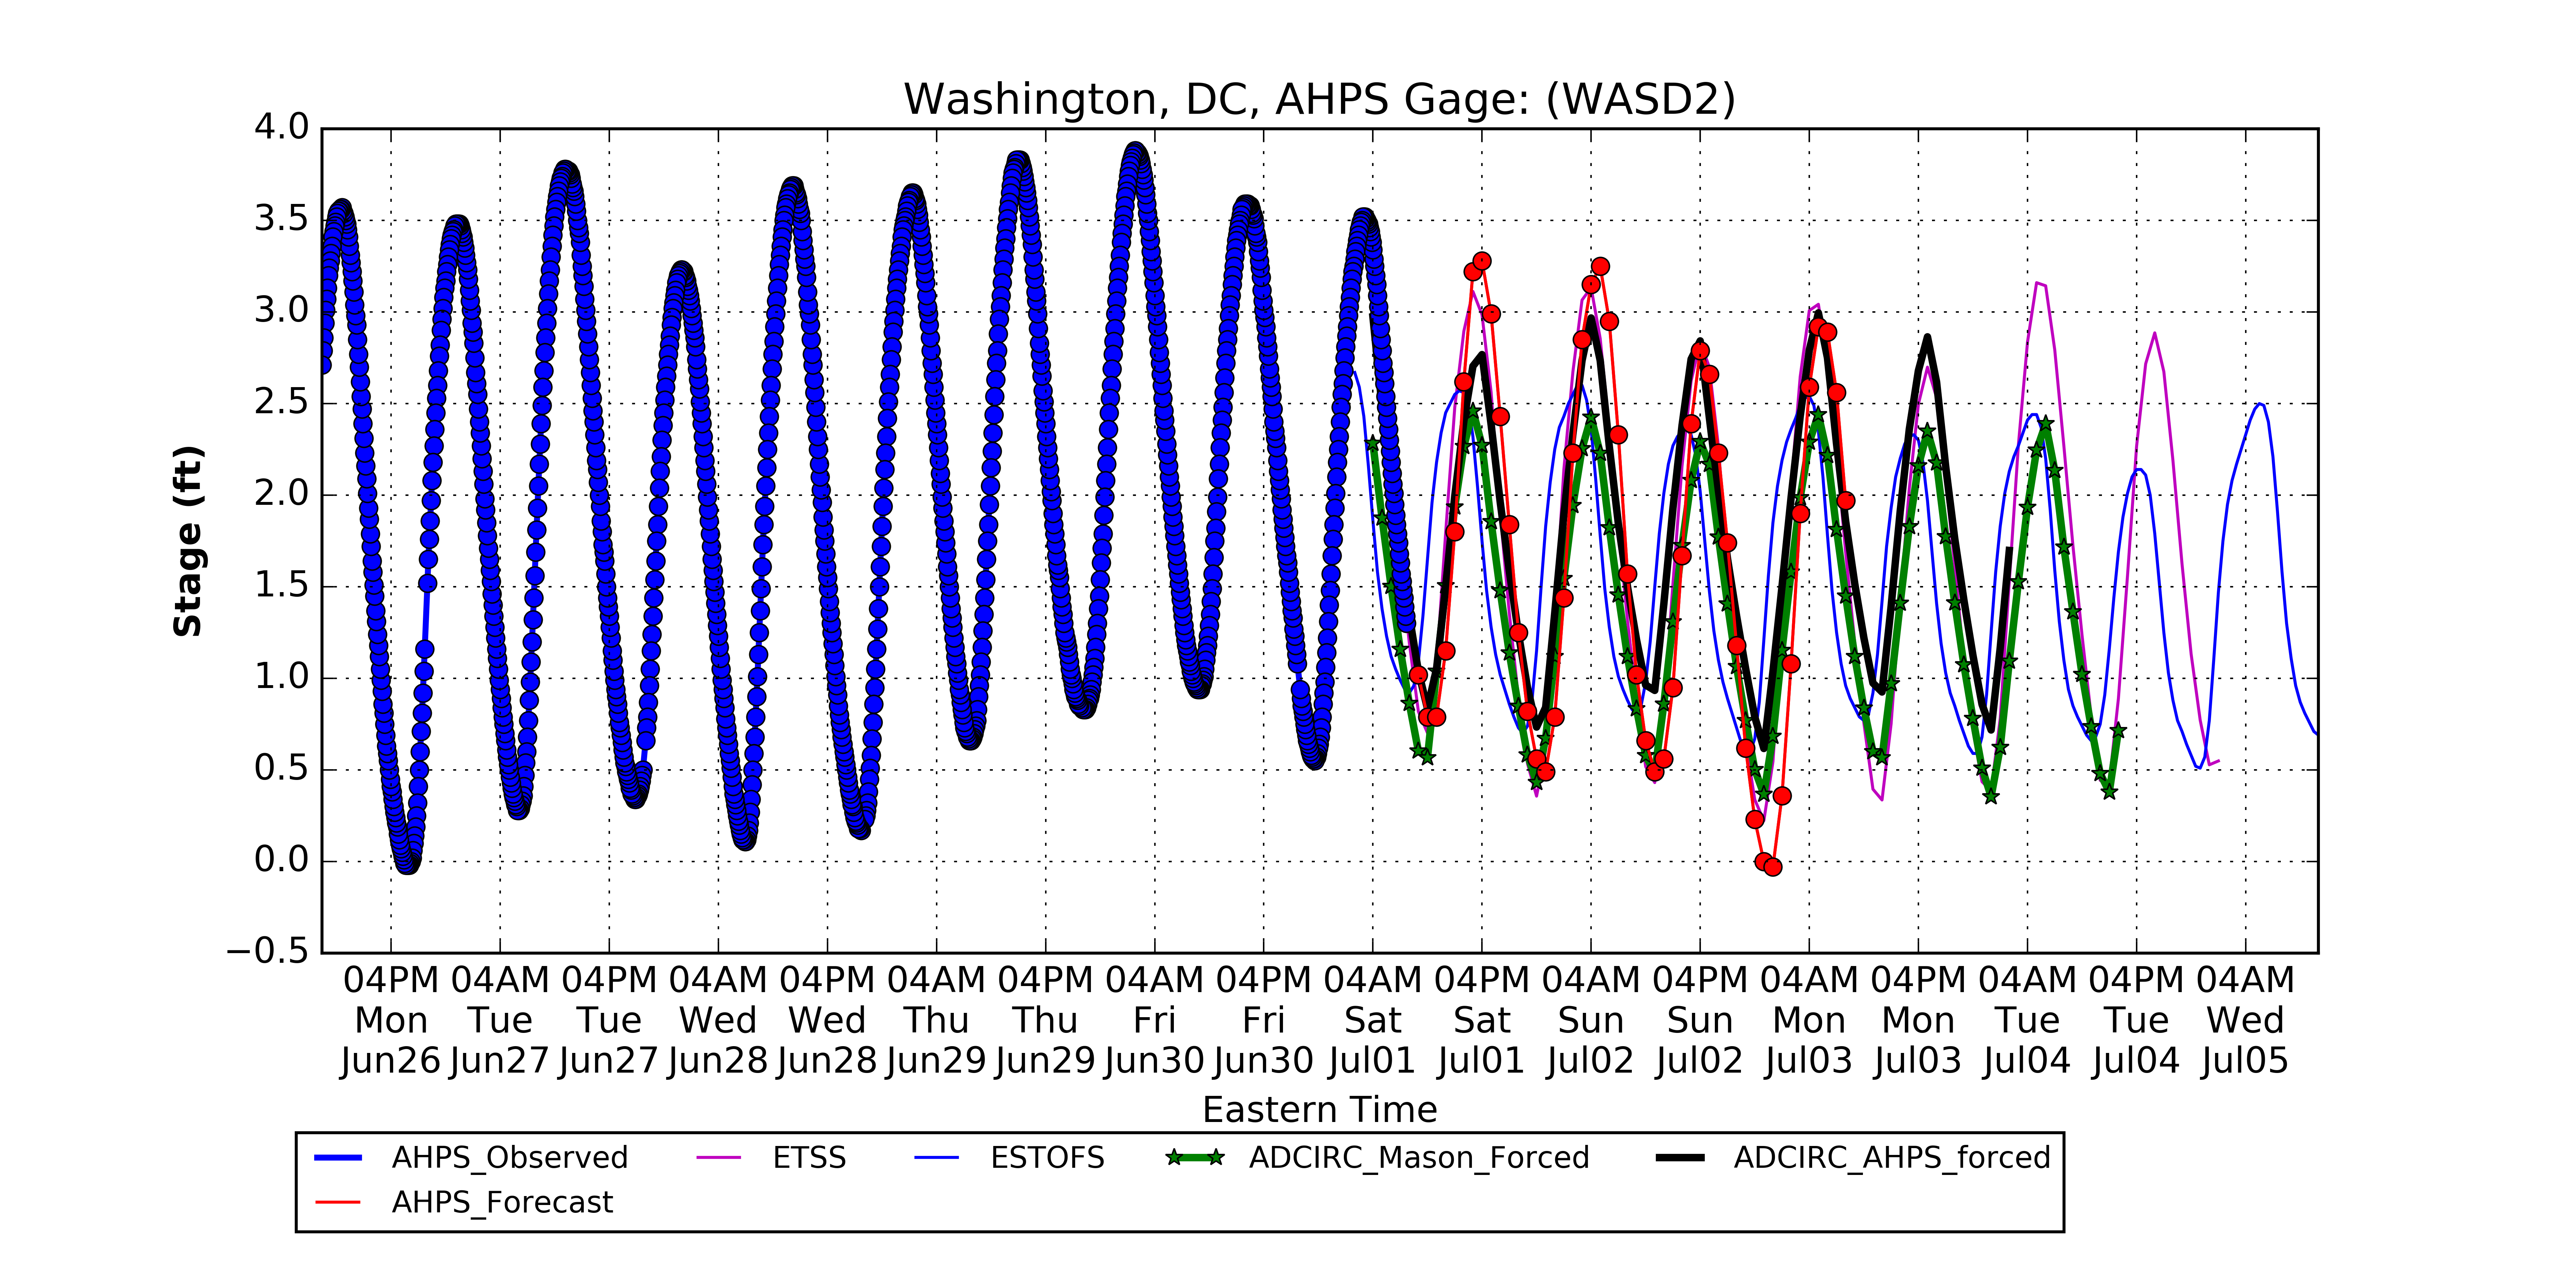 Washington, DC, AHPS Gage: (WASD2)
4.0
3.5
3.0
2.5
2.0
1.5
1.0
0.5
0.0
−0.5
Stage (ft)
04PM 04AM 04PM 04AM 04PM 04AM 04PM 04AM 04PM 04AM 04PM 04AM 04PM 04AM 04PM 04AM 04PM 04AM
Mon Tue Tue Wed Wed Thu Thu Fri Fri Sat Sat Sun Sun Mon Mon Tue Tue Wed
Jun26 Jun27 Jun27 Jun28 Jun28 Jun29 Jun29 Jun30 Jun30 Jul01 Jul01 Jul02 Jul02 Jul03 Jul03 Jul04 Jul04 Jul05
Eastern Time
AHPS_Observed ETSS ESTOFS ADCIRC_Mason_Forced ADCIRC_AHPS_forced
AHPS_Forecast